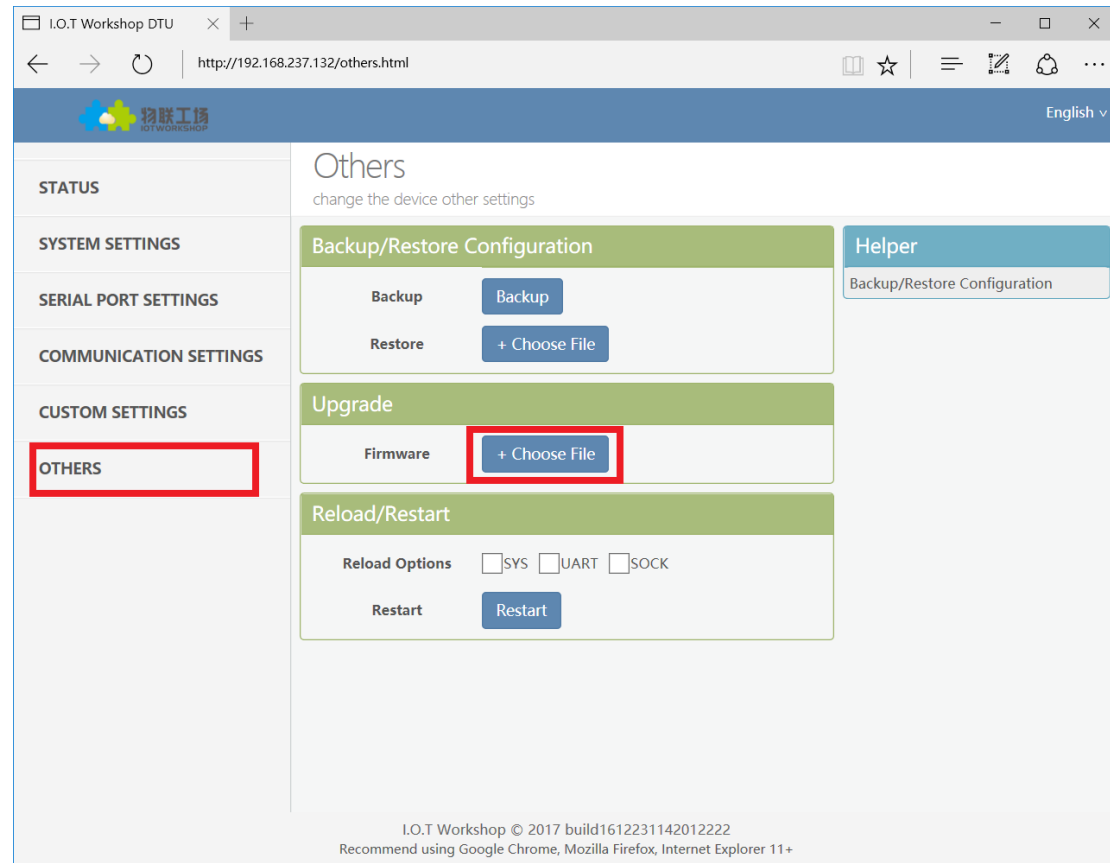 I.O.T Workshop DTU
http://192.168.237.132/others.html
物联工场
IOTWORKSHOP
English
STATUS
SYSTEM SETTINGS
SERIAL PORT SETTINGS
COMMUNICATION SETTINGS
CUSTOM SETTINGS
OTHERS
Others
change the device other settings
Backup/Restore Configuration
Backup Backup
Restore + Choose File
Upgrade
Firmware + Choose File
Reload/Restart
Reload Options SYS UART SOCK
Restart Restart
Helper
Backup/Restore Configuration
I.O.T Workshop © 2017 build1612231142012222
Recommend using Google Chrome, Mozilla Firefox, Internet Explorer 11+